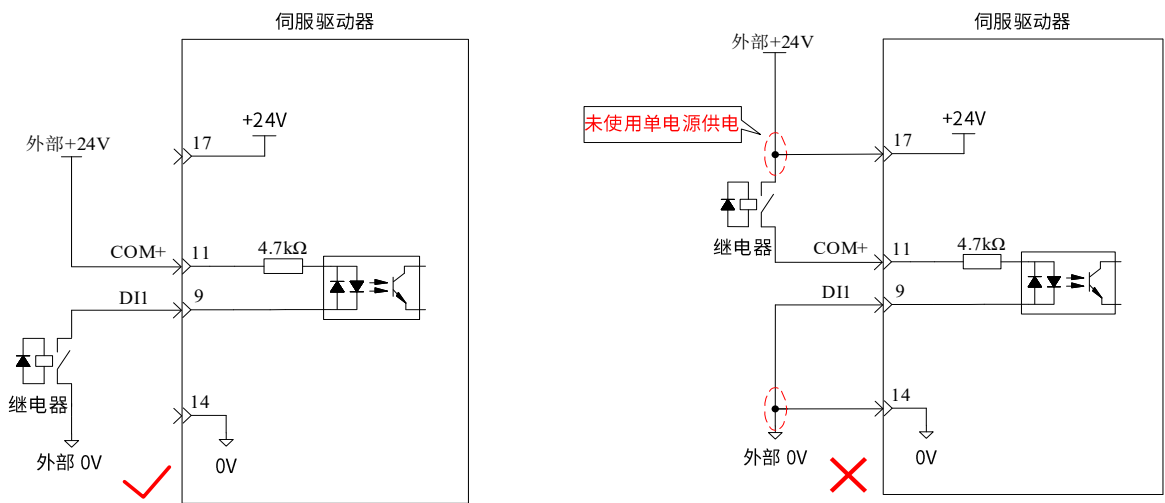 伺服驱动器
+24V
17
外部+24V
COM+
11
4.7kΩ
DI1
9
继电器
14
外部 0V
0V
伺服驱动器
外部+24V
未使用单电源供电
+24V
17
继电器
COM+
11
4.7kΩ
DI1
9
14
外部 0V
0V